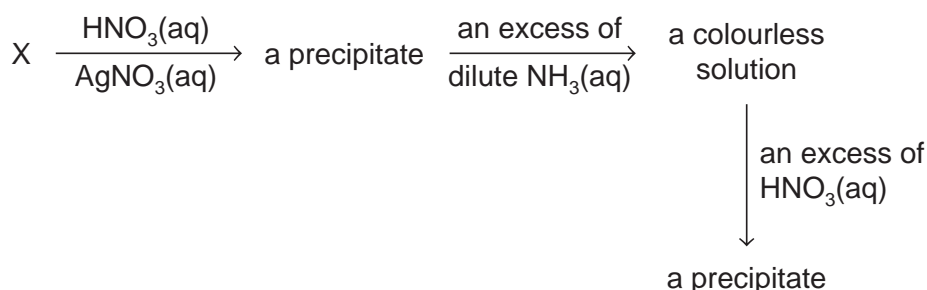 X
HNO₃(aq)
AgNO₃(aq)
a precipitate
an excess of
dilute NH₃(aq)
a colourless
solution
an excess of
HNO₃(aq)
a precipitate